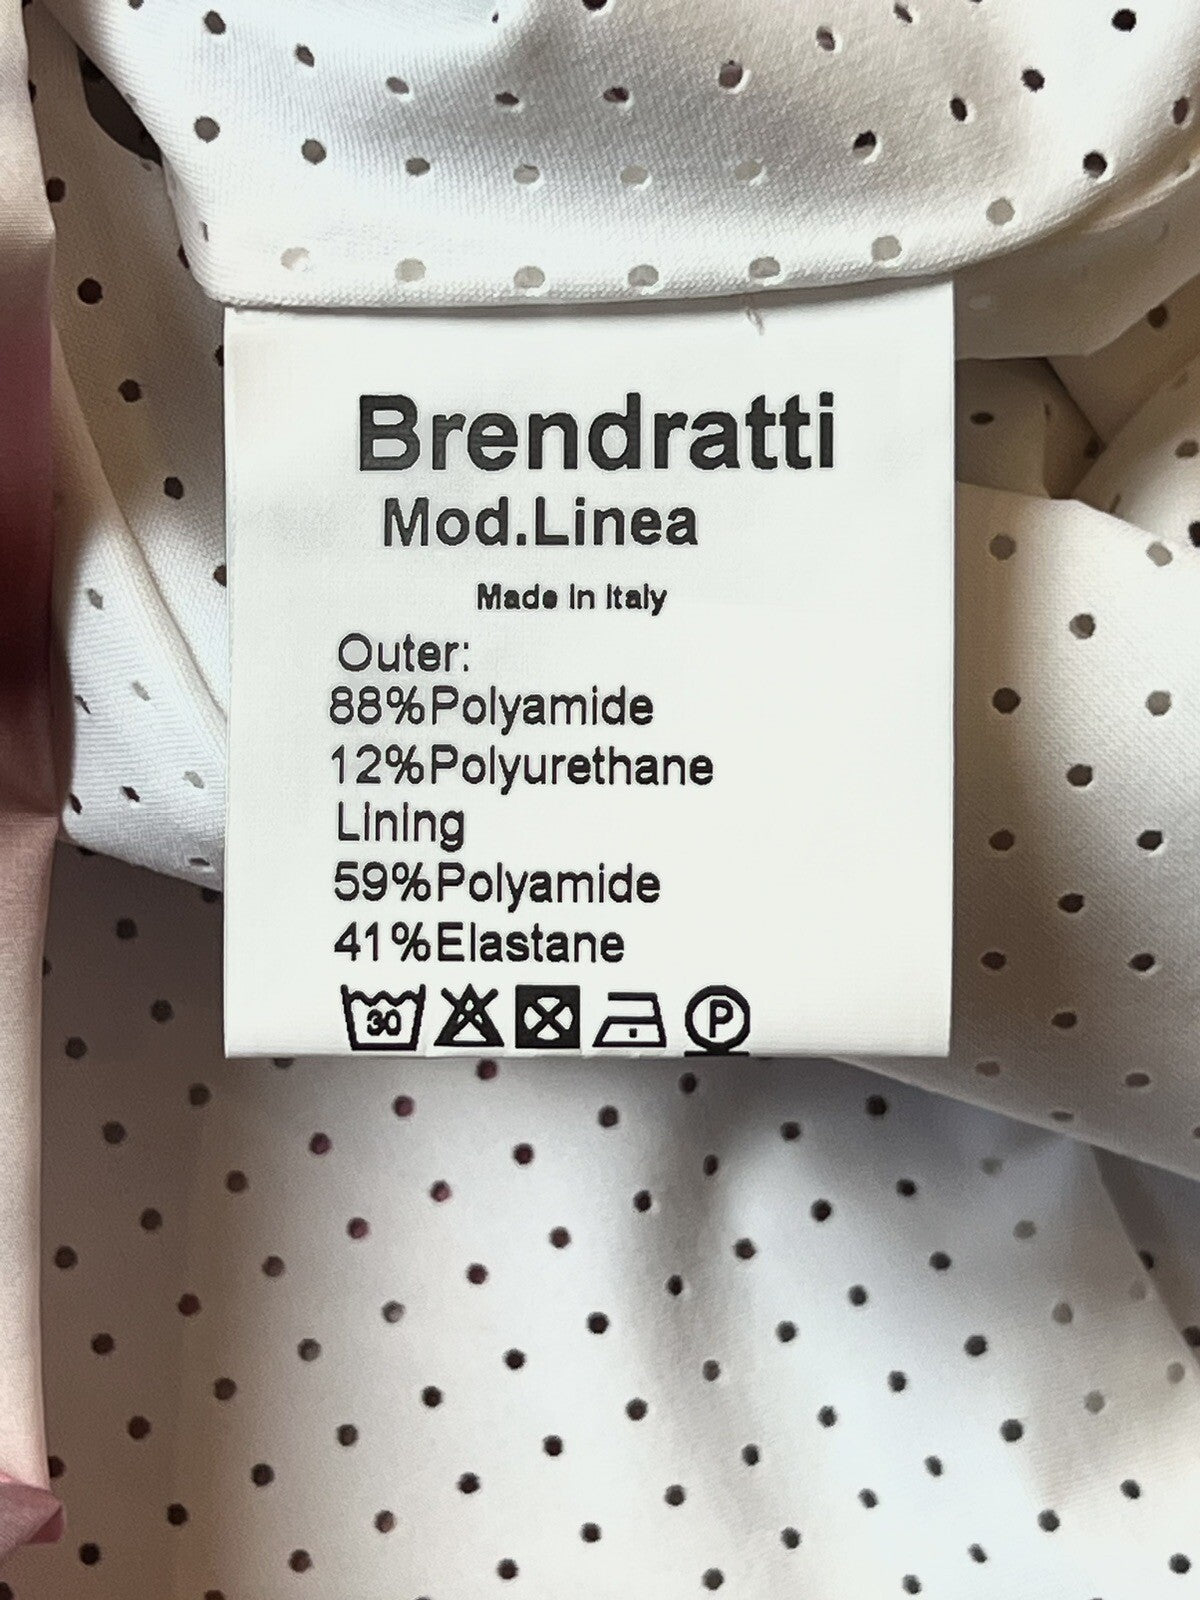 Brendratti
Mod.Linea
Made in Italy
Outer:
88%Polyamide
12%Polyurethane
Lining
59%Polyamide
41%Elastane
30
P